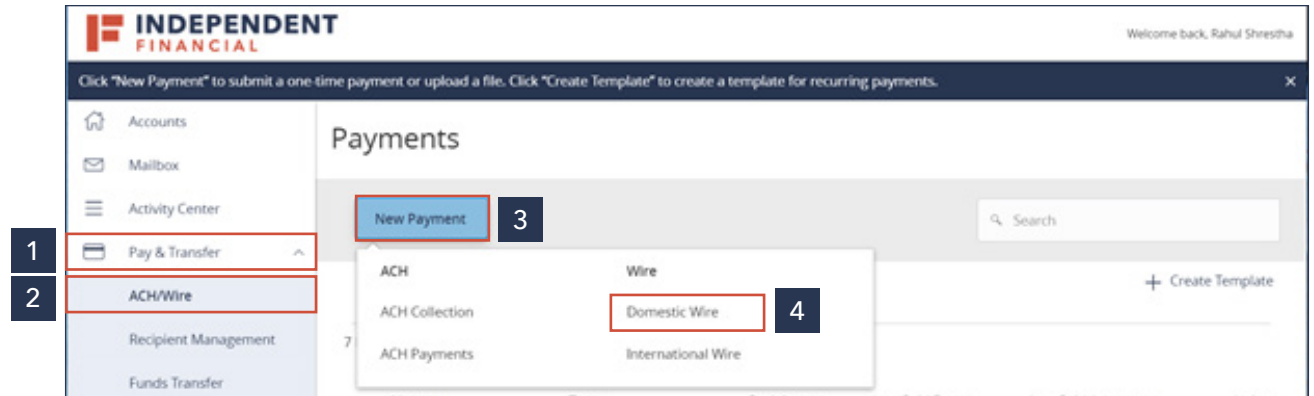 INDEPENDENT
FINANCIAL
Welcome back, Rahul Shrestha
Click "New Payment" to submit a one-time payment or upload a file. Click "Create Template" to create a template for recurring payments.
×
Accounts
Mailbox
Activity Center
1
Pay & Transfer
2
ACH/Wire
Recipient Management
Funds Transfer
Payments
New Payment
3
Search
ACH
Wire
ACH Collection
Domestic Wire
4
ACH Payments
International Wire
+ Create Template
7